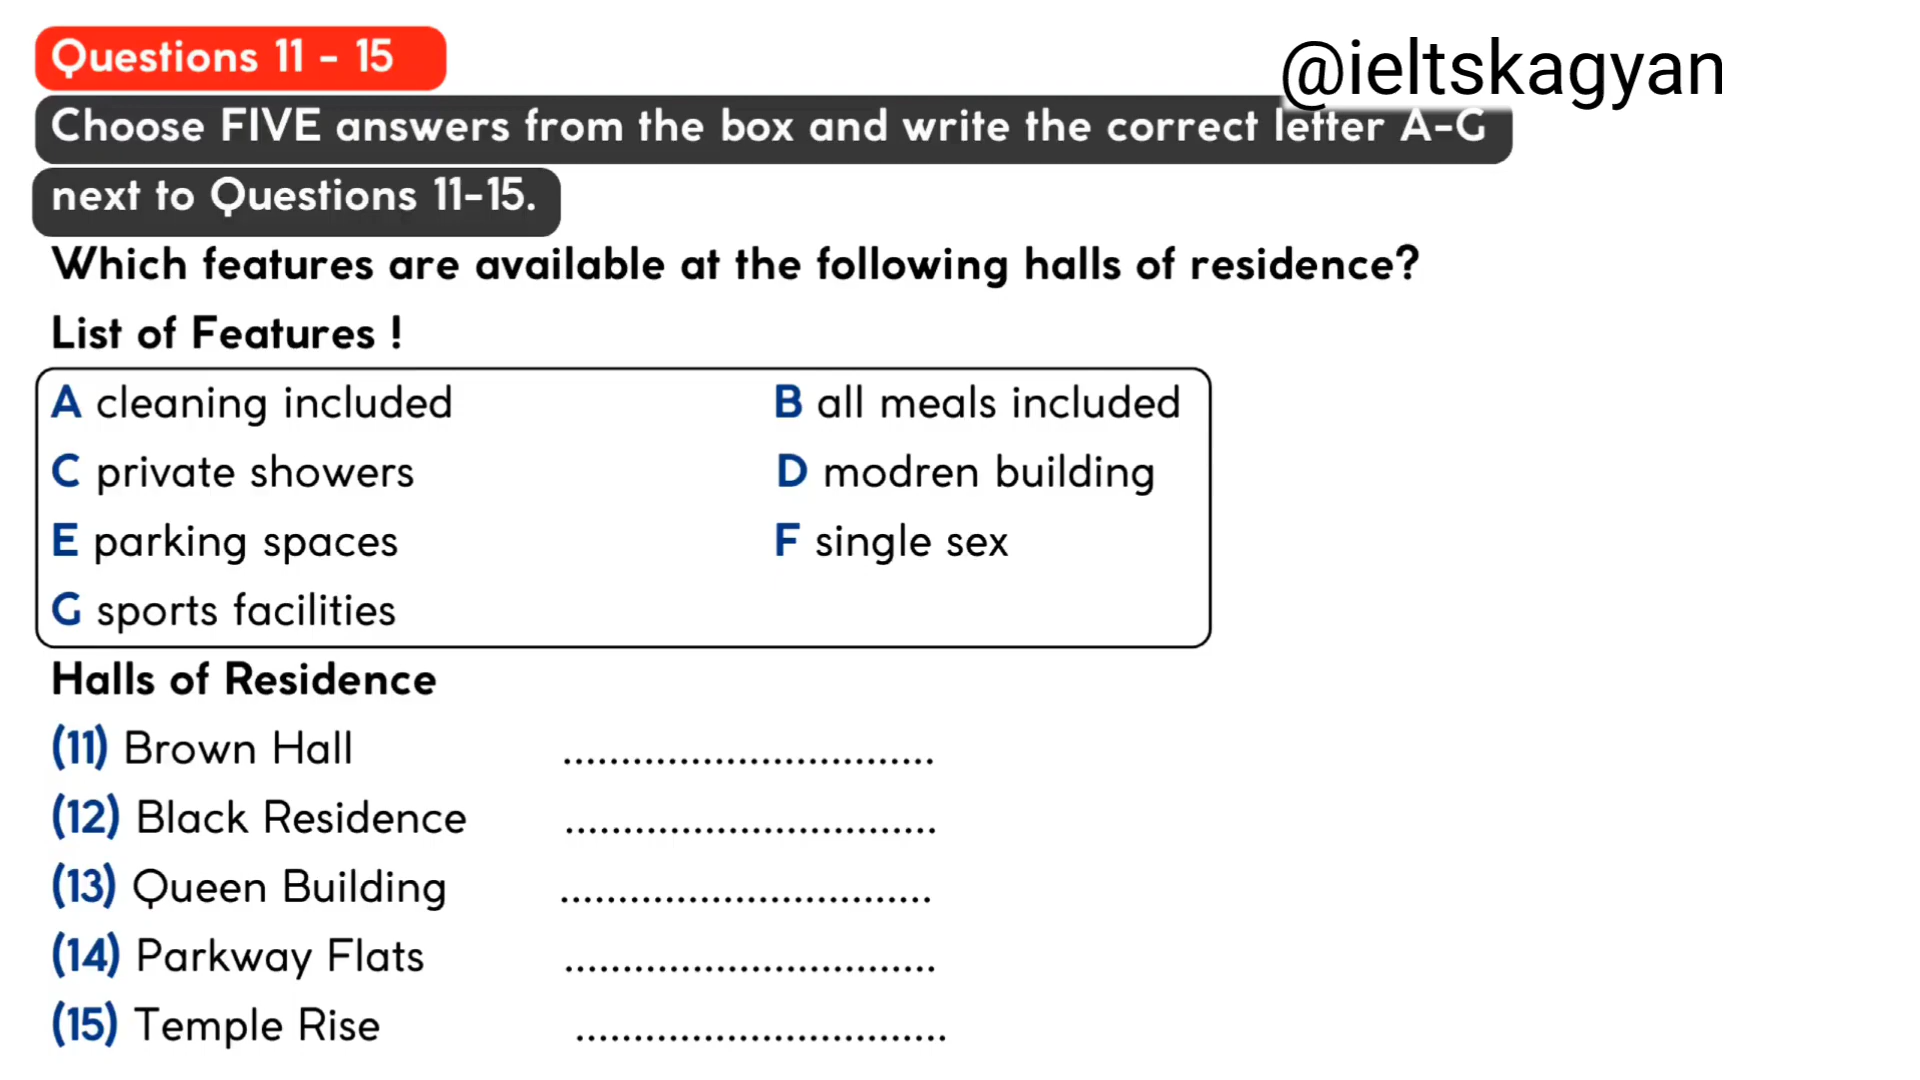 Questions 11 - 15
@ieltskagyan
Choose FIVE answers from the box and write the correct letter A-G
next to Questions 11-15.
Which features are available at the following halls of residence?
List of Features !
A cleaning included B all meals included
C private showers D modren building
E parking spaces F single sex
G sports facilities
Halls of Residence
(11) Brown Hall ................................
(12) Black Residence ................................
(13) Queen Building ................................
(14) Parkway Flats ................................
(15) Temple Rise ................................